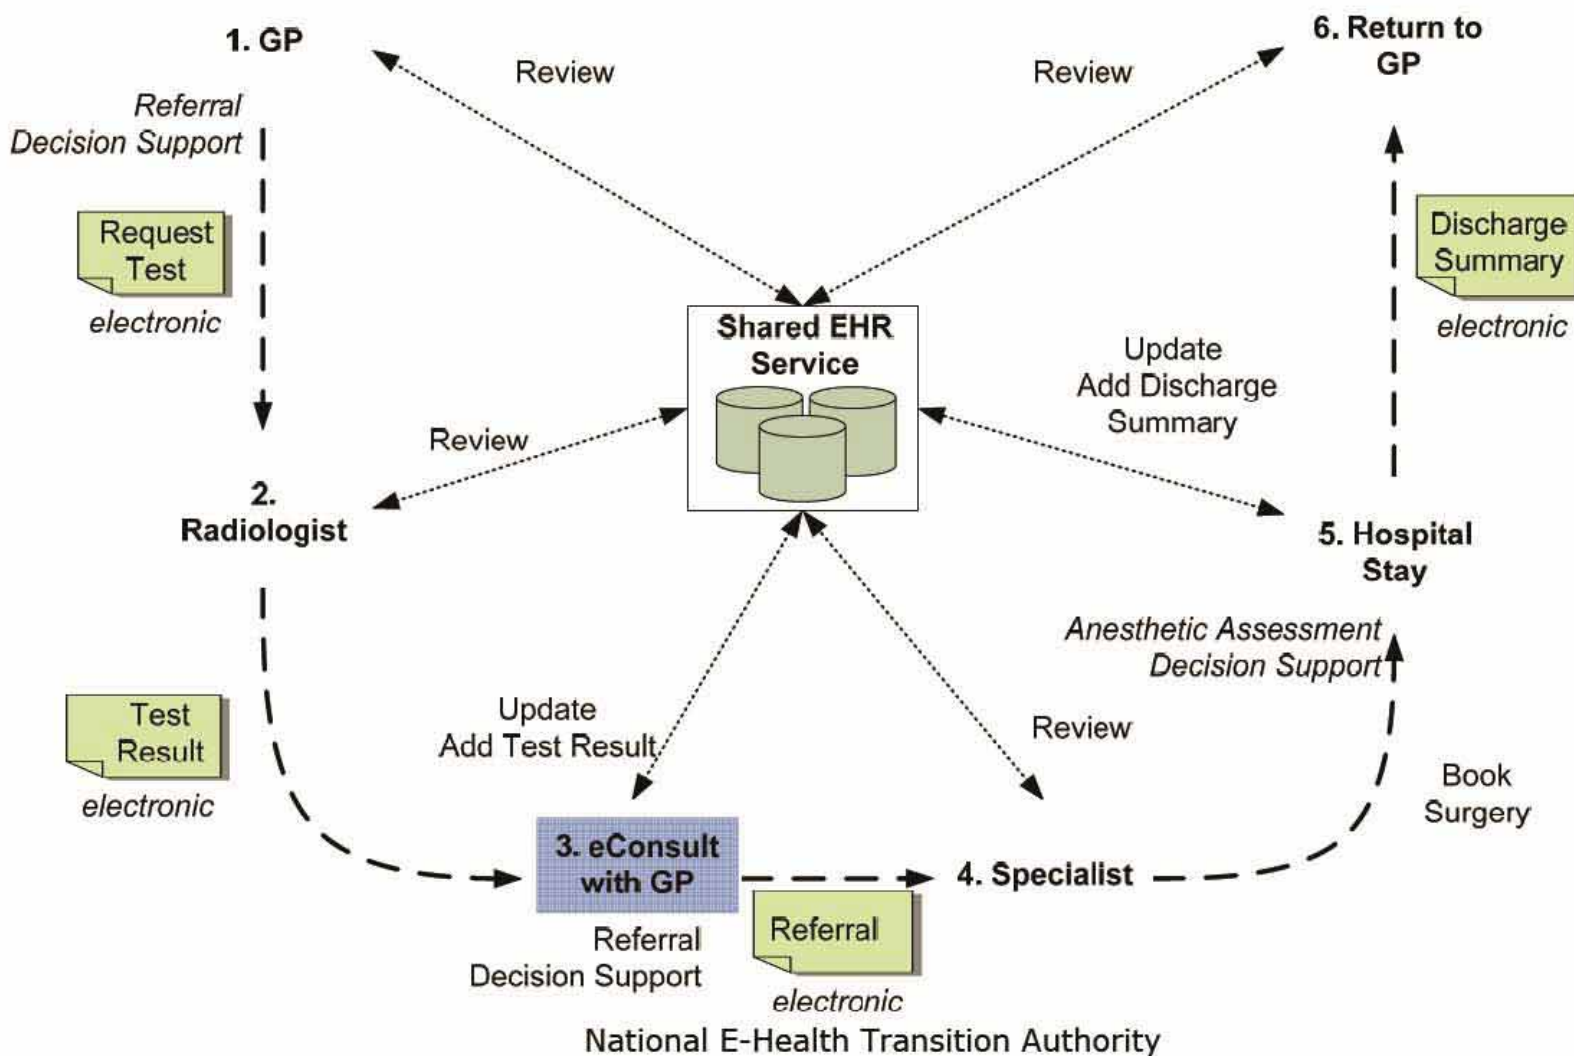 1. GP
Referral
Decision Support
Request
Test
electronic
Review
2.
Radiologist
Review
Test
Result
electronic
Shared EHR
Service
Update
Add Test Result
3. eConsult
with GP
Referral
Decision Support
Referral
electronic
4. Specialist
Review
Book
Surgery
Anesthetic Assessment
Decision Support
5. Hospital
Stay
Update
Add Discharge
Summary
Discharge
Summary
electronic
Review
6. Return to
GP
National E-Health Transition Authority